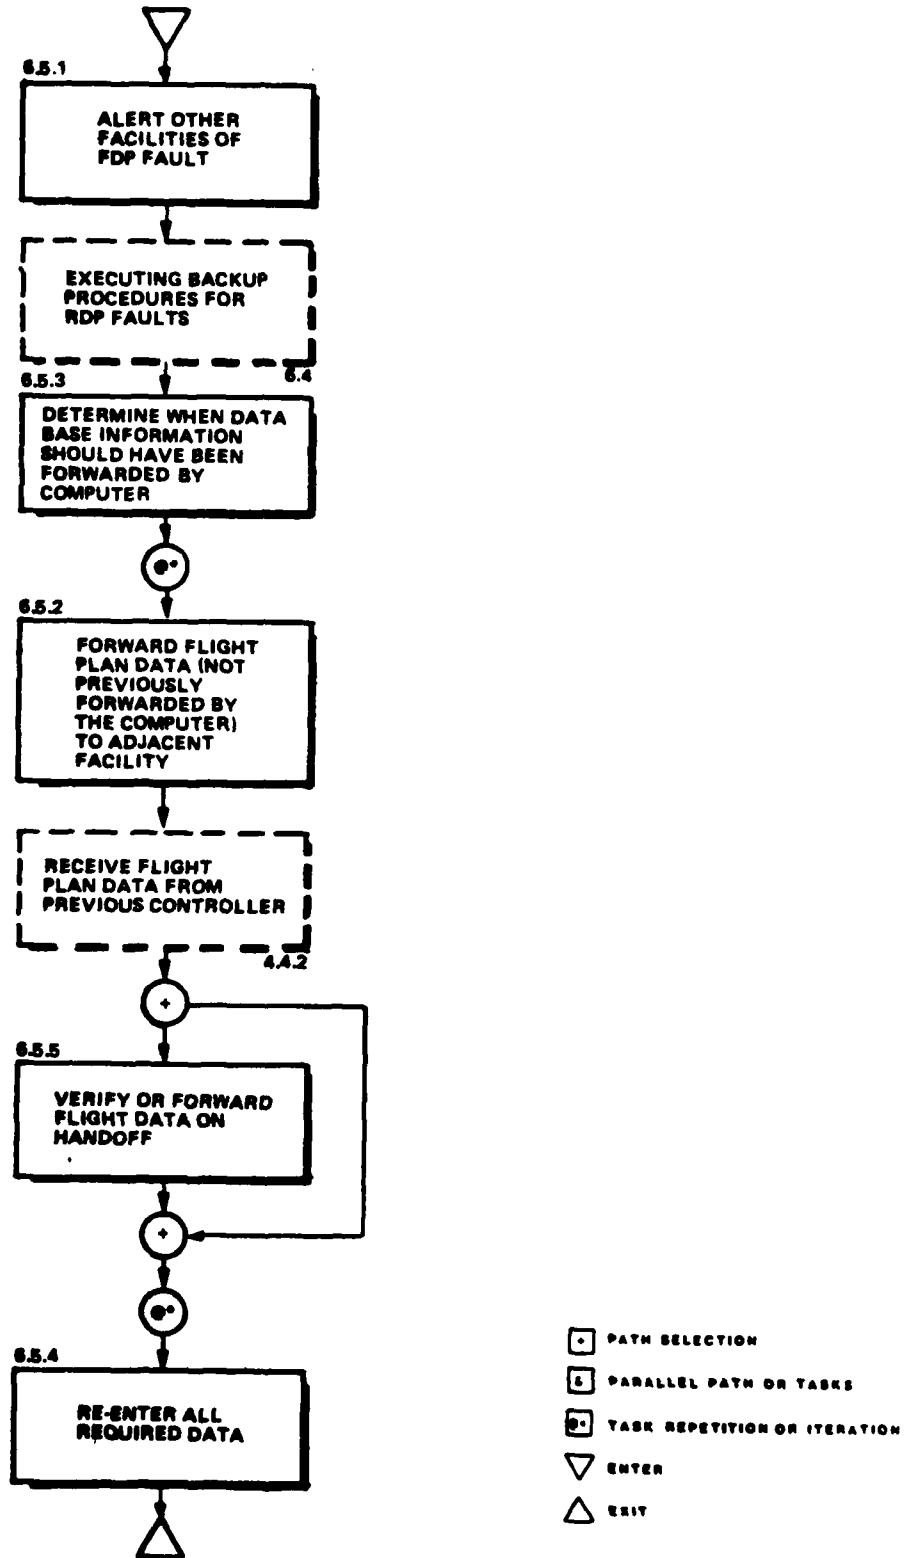 6.5.1
ALERT OTHER
FACILITIES OF
FDP FAULT
EXECUTING BACKUP
PROCEDURES FOR
RDP FAULTS
6.4
6.5.3
DETERMINE WHEN DATA
BASE INFORMATION
SHOULD HAVE BEEN
FORWARDED BY
COMPUTER
@*
6.5.2
FORWARD FLIGHT
PLAN DATA (NOT
PREVIOUSLY
FORWARDED BY
THE COMPUTER)
TO ADJACENT
FACILITY
RECEIVE FLIGHT
PLAN DATA FROM
PREVIOUS CONTROLLER
4.4.2
+
6.5.5
VERIFY OR FORWARD
FLIGHT DATA ON
HANDOFF
+
@*
6.5.4
RE-ENTER ALL
REQUIRED DATA
+ PATH SELECTION
& PARALLEL PATH OR TASKS
@* TASK REPETITION OR ITERATION
ENTER
EXIT